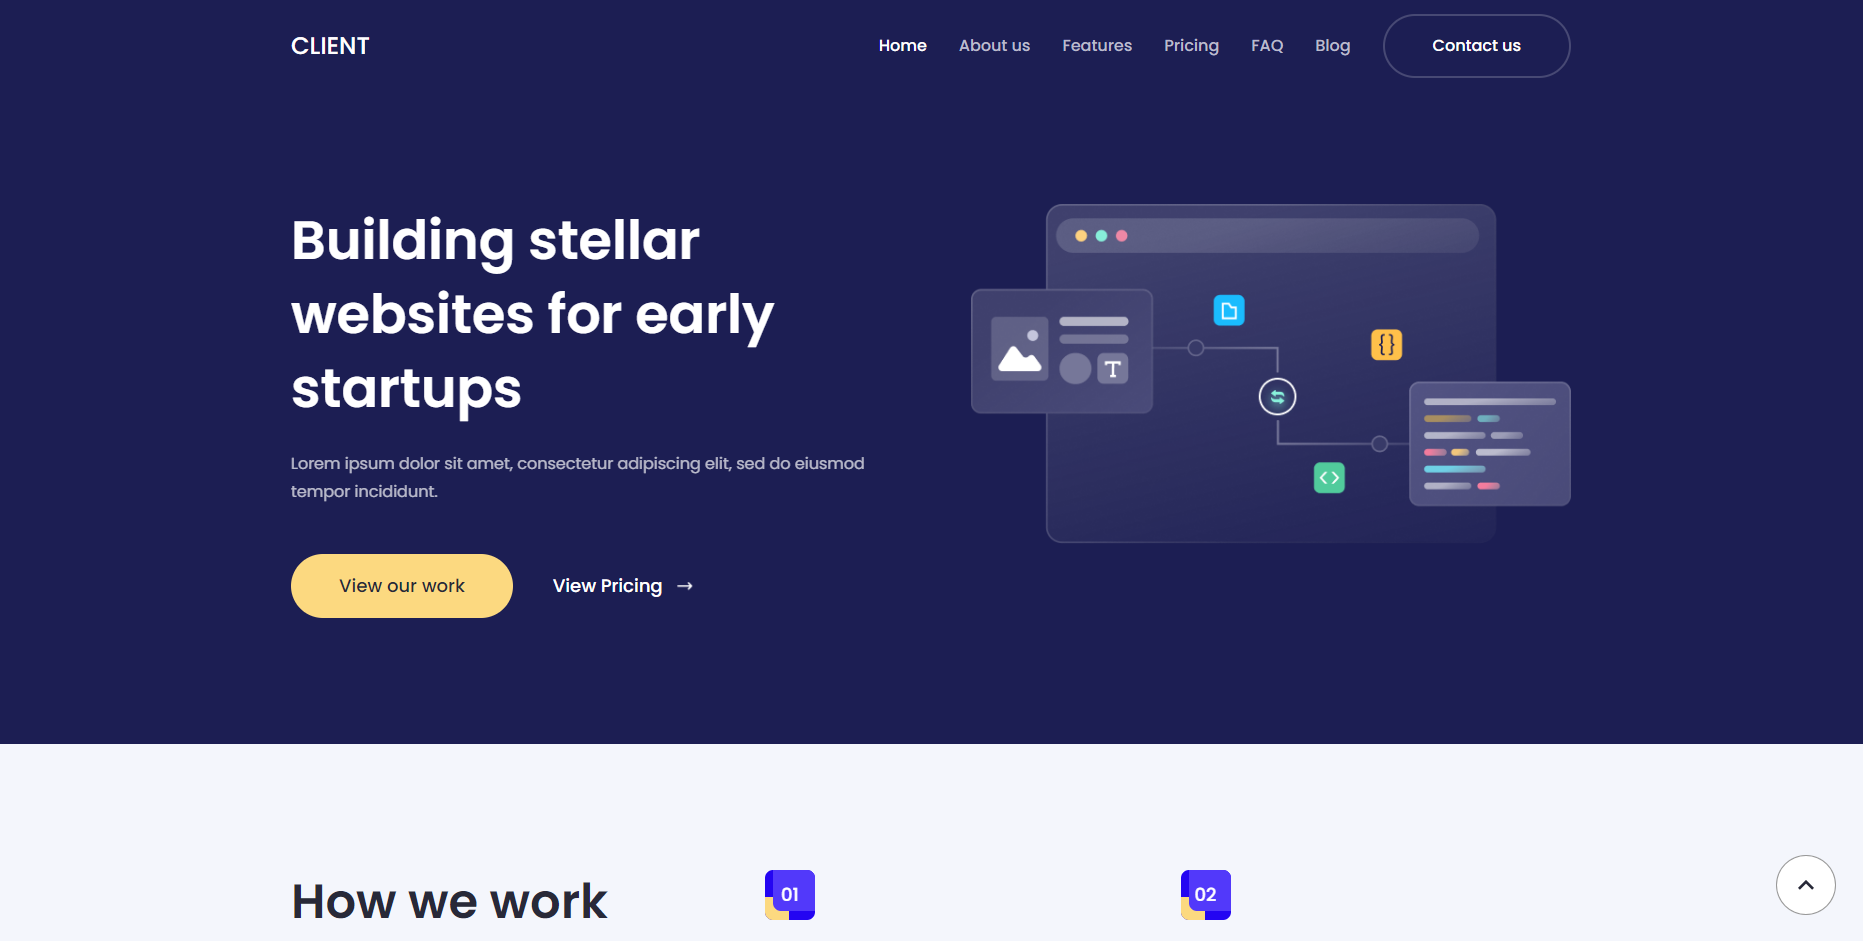 CLIENT
Home
About us
Features
Pricing
FAQ
Blog
Contact us
Building stellar
websites for early
startups
Lorem ipsum dolor sit amet, consectetur adipiscing elit, sed do eiusmod
tempor incididunt.
View our work
View Pricing →
T
{}
<>
How we work
01
02